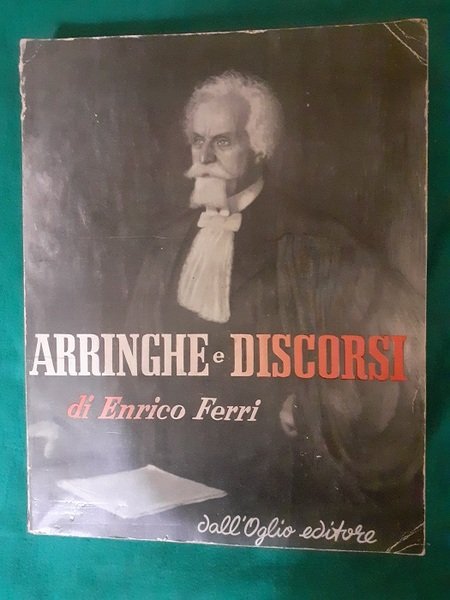 ARRINGHE e DISCORSI
di Enrico Ferri
dall'Oglio editore